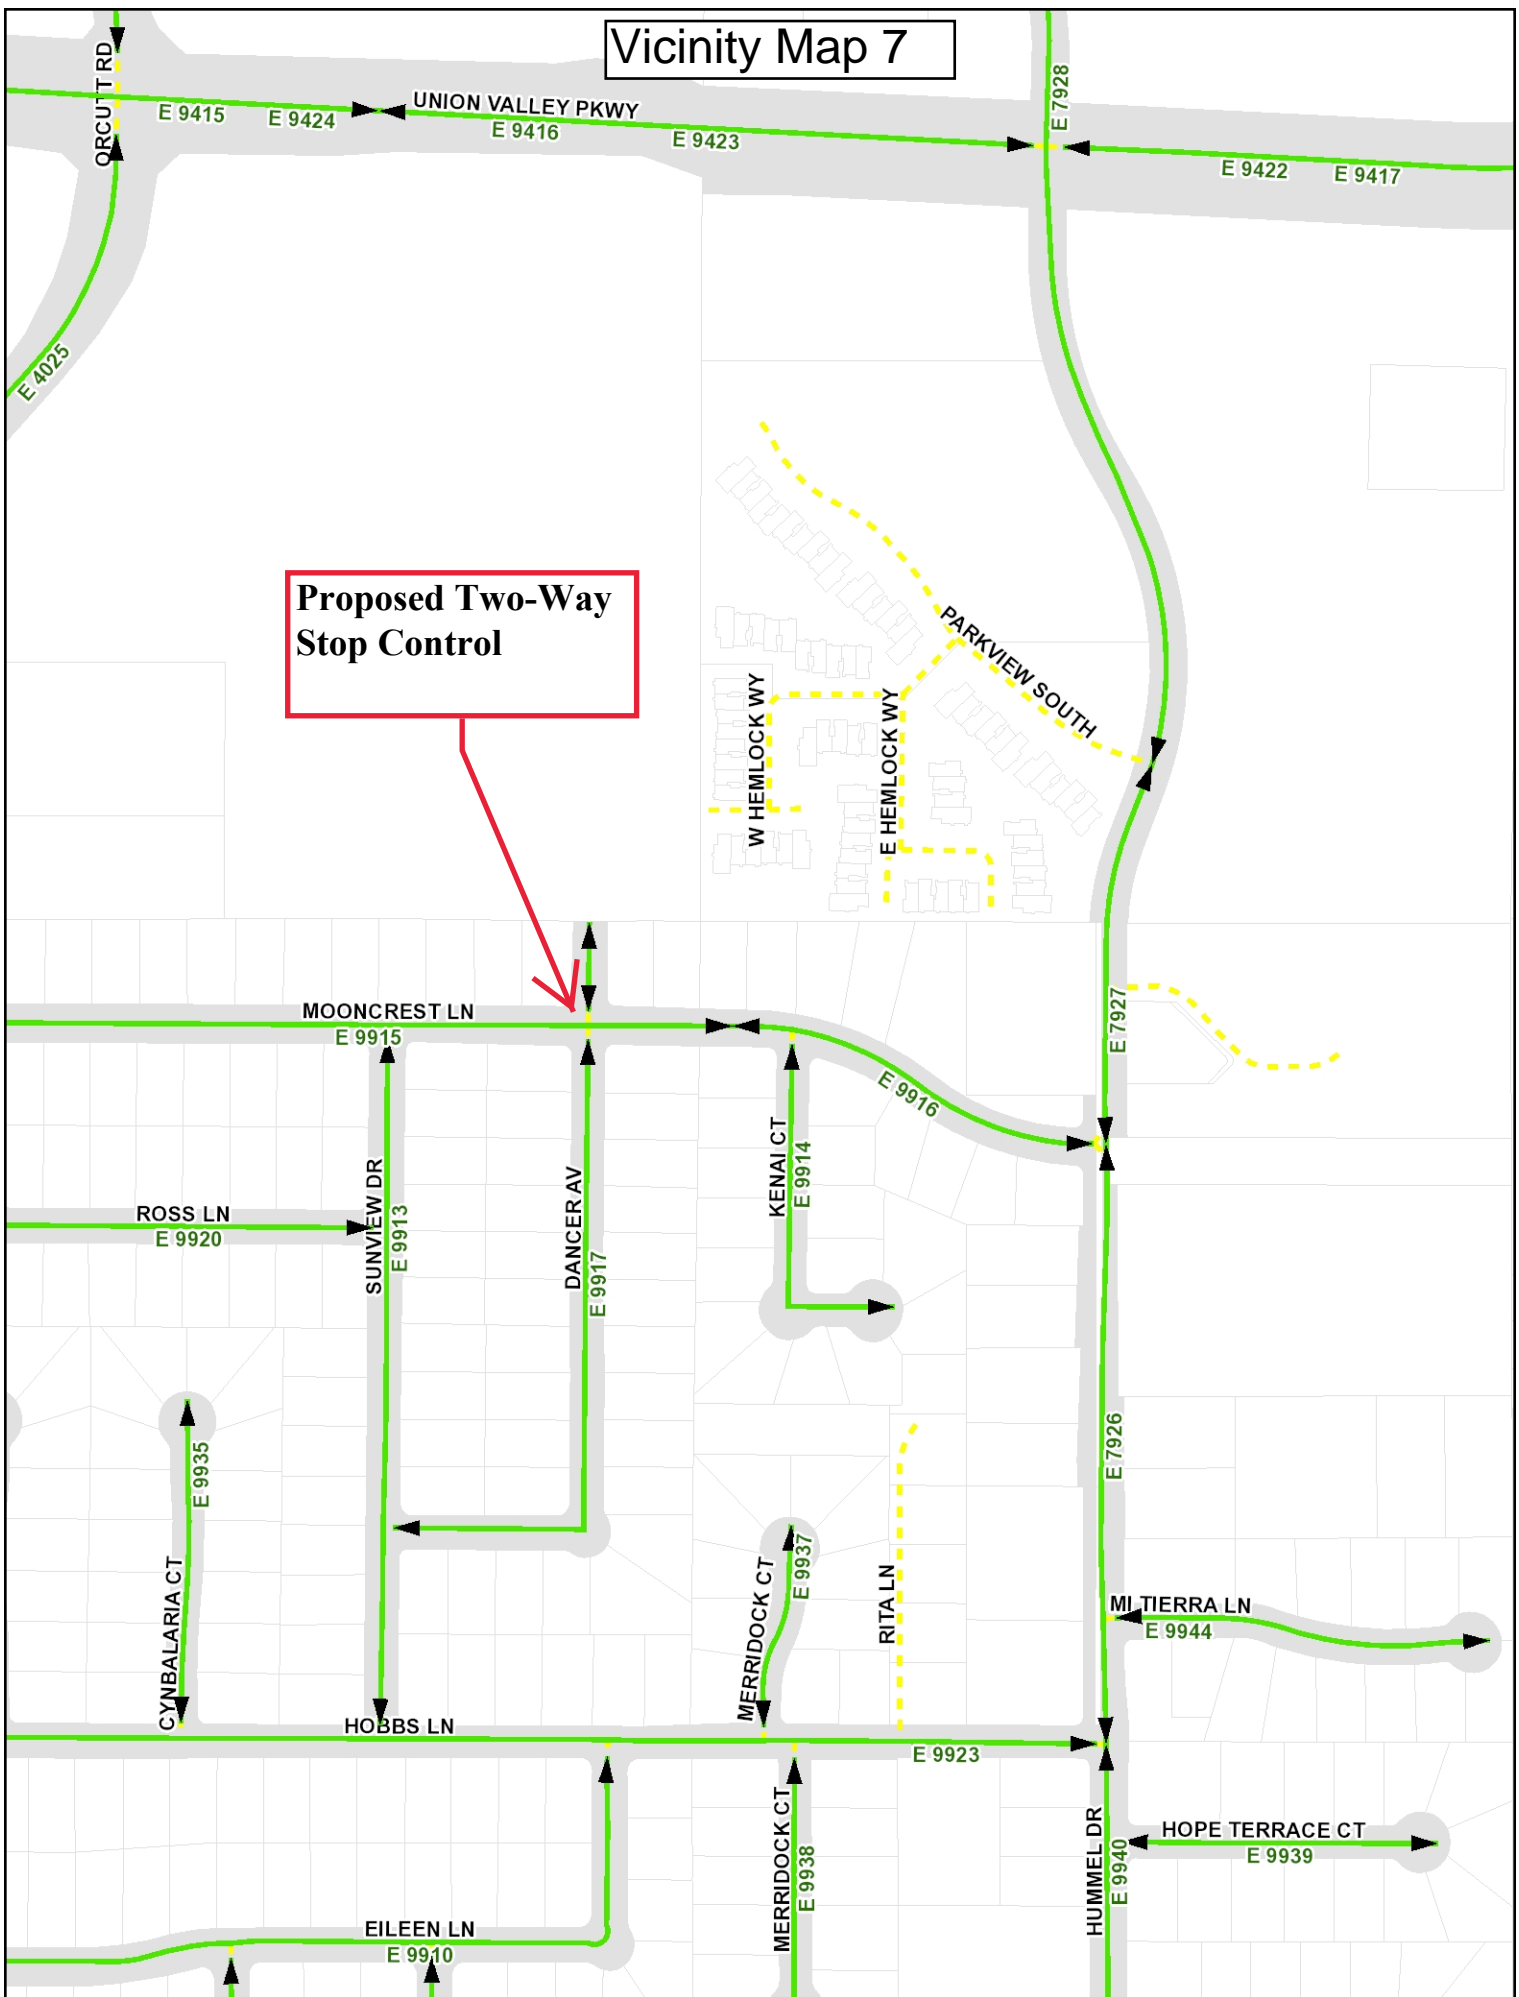 Vicinity Map 7
ORCUTT RD
E 7928
UNION VALLEY PKWY
E 9415
E 9424
E 9416
E 9423
E 9422
E 9417
E 4025
Proposed Two-Way
Stop Control
PARKVIEW SOUTH
W HEMLOCK WY
E HEMLOCK WY
MOONCREST LN
E 9915
E 7927
E 9916
KENAI CT
E 9914
SUNVIEW DR
E 9913
DANCER AV
E 9917
ROSS LN
E 9920
E 7926
E 9935
CYNBALARIA CT
MERRIDOCK CT
E 9937
RITA LN
MI TIERRA LN
E 9944
HOBBS LN
E 9923
MERRIDOCK CT
E 9938
HUMMEL DR
E 9940
HOPE TERRACE CT
E 9939
EILEEN LN
E 9910